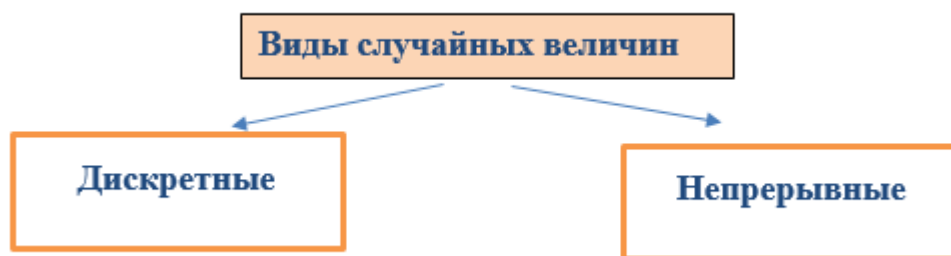 Виды случайных величин
Дискретные
Непрерывные